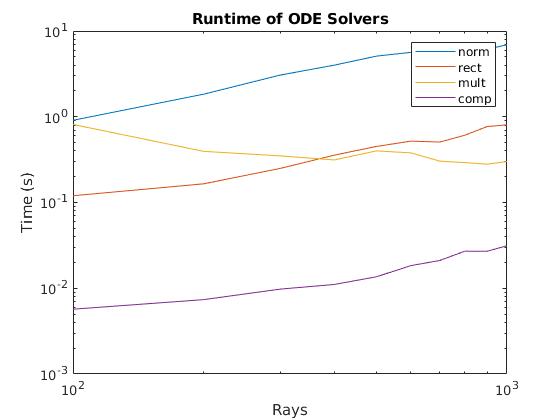 Runtime of ODE Solvers
10^1
norm
rect
mult
comp
10^0
10^-1
Time (s)
10^-2
10^-3
10^2 10^3
Rays